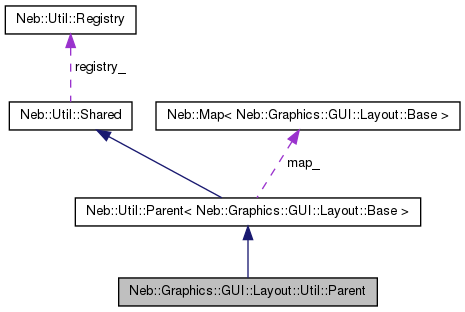 Neb::Util::Registry
registry_
Neb::Util::Shared
Neb::Map< Neb::Graphics::GUI::Layout::Base >
map_
Neb::Util::Parent< Neb::Graphics::GUI::Layout::Base >
Neb::Graphics::GUI::Layout::Util::Parent